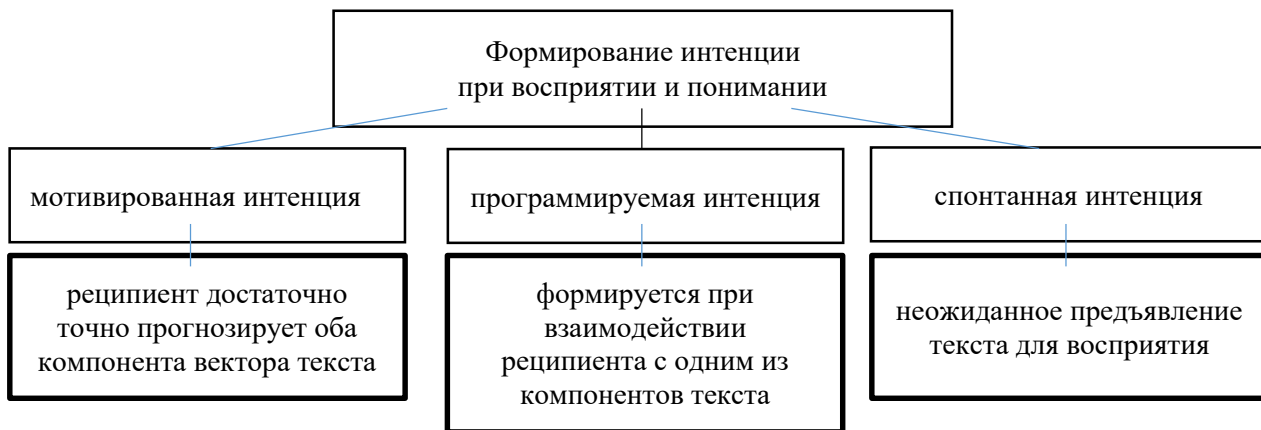 Формирование интенции
при восприятии и понимании
мотивированная интенция
программируемая интенция
спонтанная интенция
реципиент достаточно
точно прогнозирует оба
компонента вектора текста
формируется при
взаимодействии
реципиента с одним из
компонентов текста
неожиданное предъявление
текста для восприятия